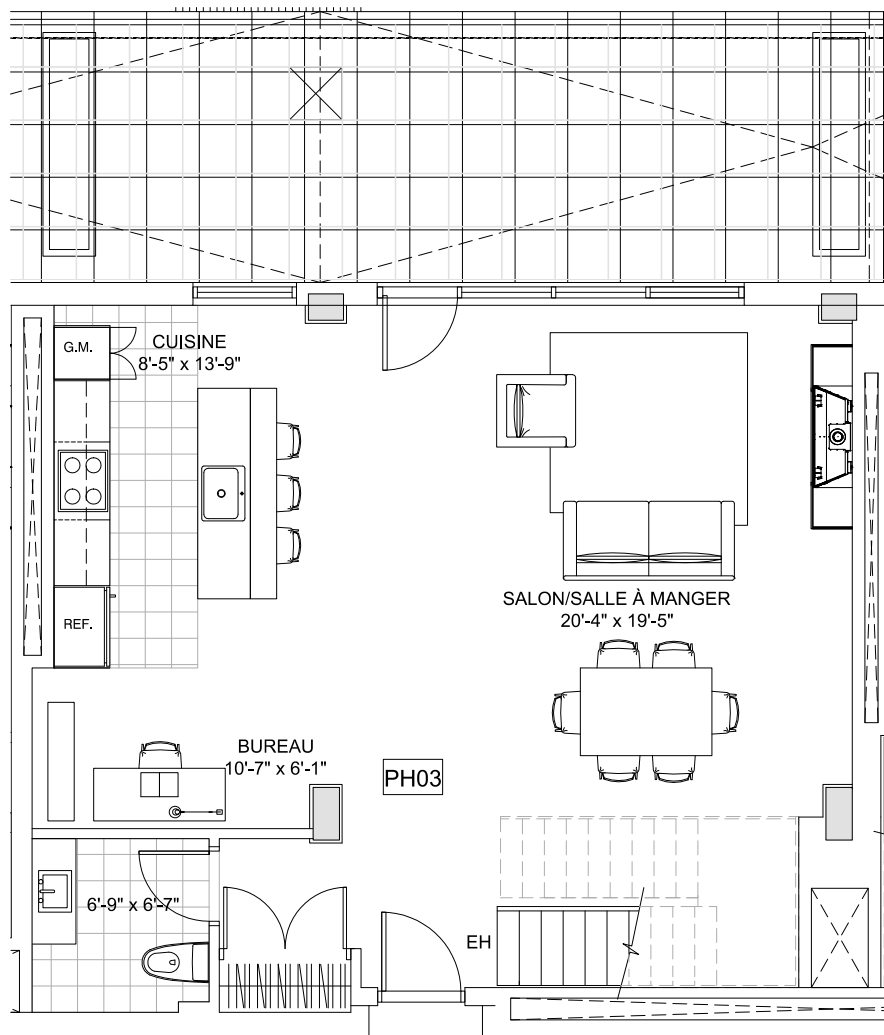 G.M.
CUISINE
8'-5" x 13'-9"
REF.
SALON/SALLE À MANGER
20'-4" x 19'-5"
BUREAU
10'-7" x 6'-1"
PH03
6'-9" x 6'-7"
EH